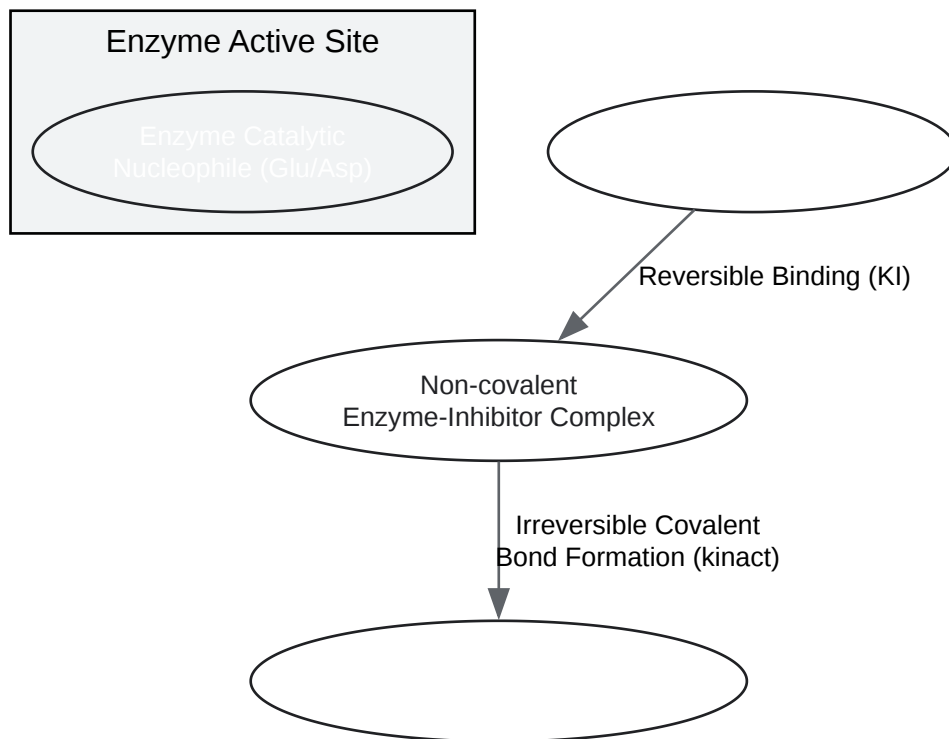 Enzyme Active Site
Enzyme Catalytic
Nucleophile (Glu/Asp)
Reversible Binding (KI)
Non-covalent
Enzyme-Inhibitor Complex
Irreversible Covalent
Bond Formation (kinact)